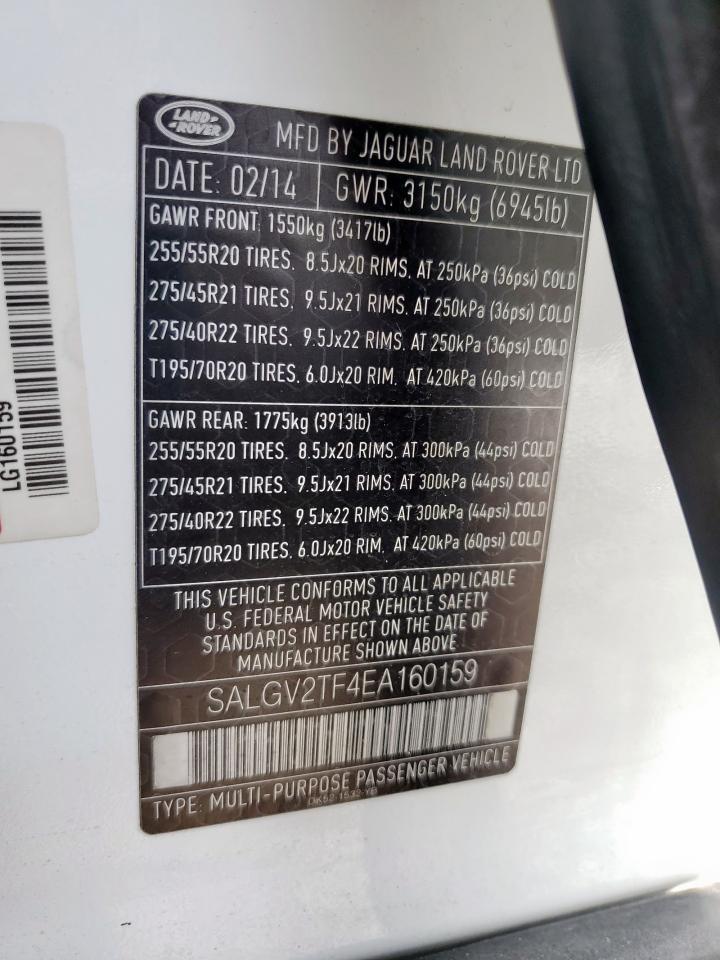 LAND ROVER
MFD BY JAGUAR LAND ROVER LTD
DATE: 02/14 GWR: 3150kg (6945lb)
GAWR FRONT: 1550kg (3417lb)
255/55R20 TIRES, 8.5Jx20 RIMS, AT 250kPa (36psi) COLD
275/45R21 TIRES, 9.5Jx21 RIMS, AT 250kPa (36psi) COLD
275/40R22 TIRES, 9.5Jx22 RIMS, AT 250kPa (36psi) COLD
T195/70R20 TIRES, 6.0Jx20 RIM, AT 420kPa (60psi) COLD
GAWR REAR: 1775kg (3913lb)
255/55R20 TIRES, 8.5Jx20 RIMS, AT 300kPa (44psi) COLD
275/45R21 TIRES, 9.5Jx21 RIMS, AT 300kPa (44psi) COLD
275/40R22 TIRES, 9.5Jx22 RIMS, AT 300kPa (44psi) COLD
T195/70R20 TIRES, 6.0Jx20 RIM, AT 420kPa (60psi) COLD
THIS VEHICLE CONFORMS TO ALL APPLICABLE
U.S. FEDERAL MOTOR VEHICLE SAFETY
STANDARDS IN EFFECT ON THE DATE OF
MANUFACTURE SHOWN ABOVE
SALGV2TF4EA160159
TYPE: MULTI-PURPOSE PASSENGER VEHICLE
LG160159